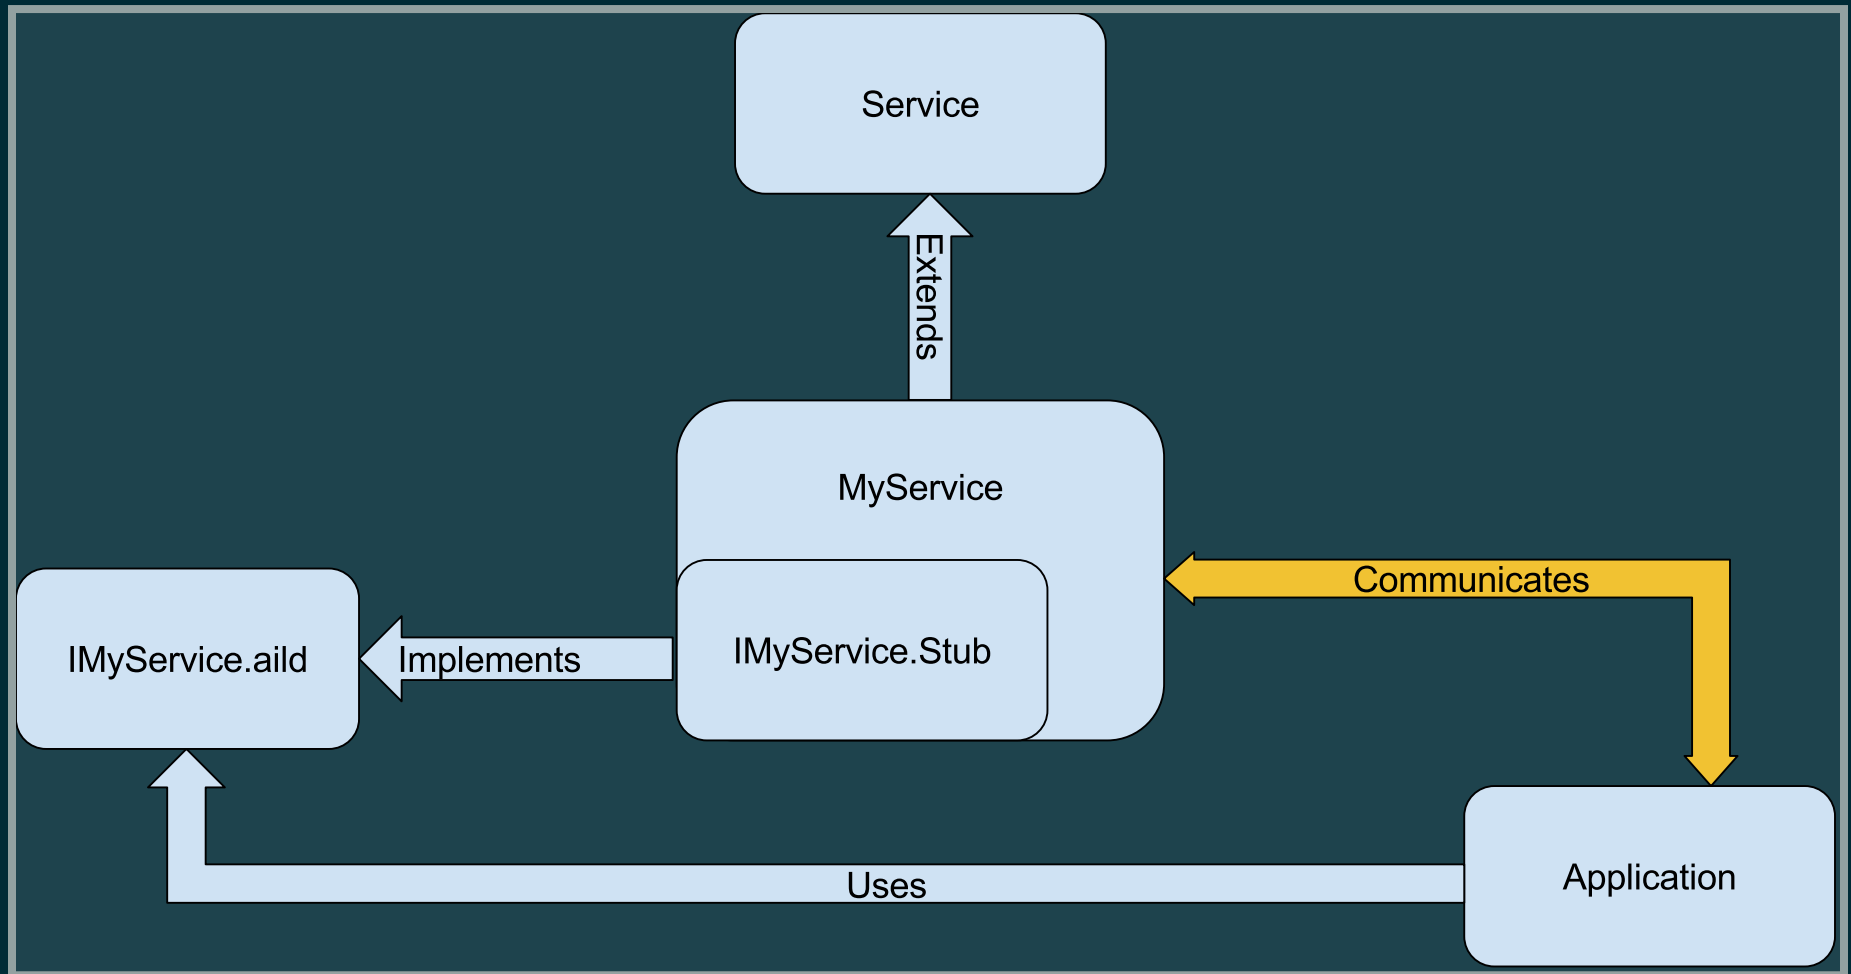 Service
Extends
MyService
Communicates
IMyService.aild
Implements
IMyService.Stub
Uses
Application